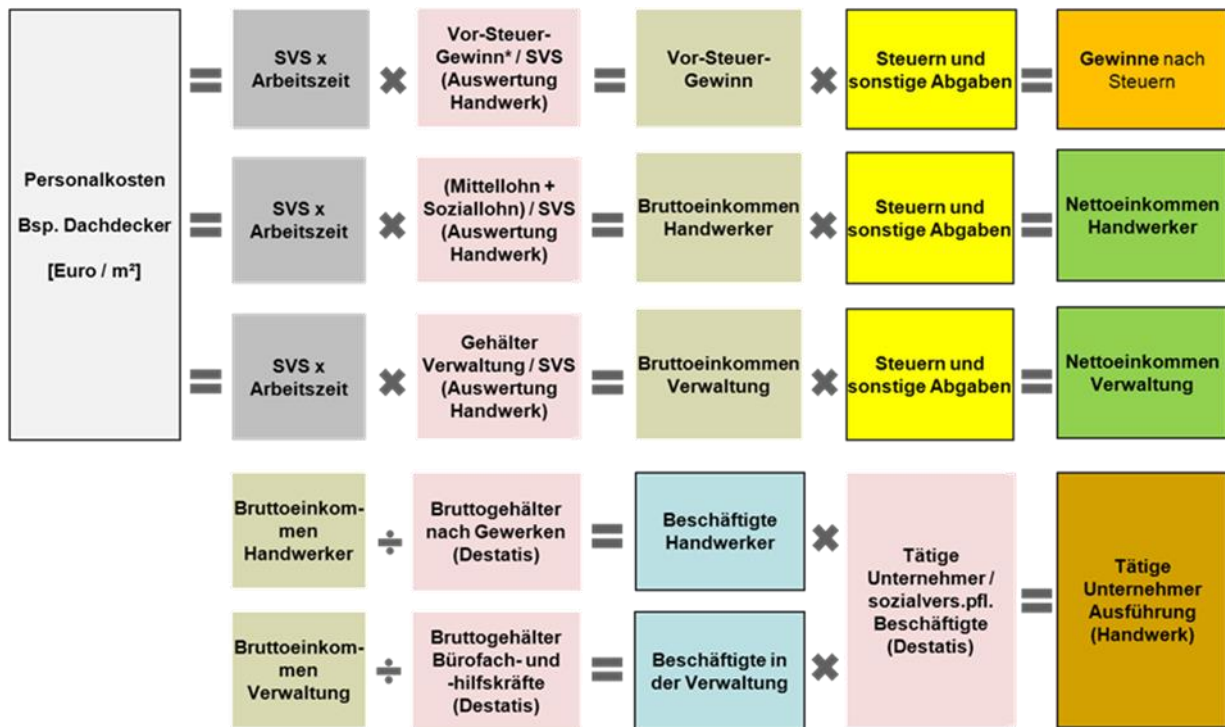 Personalkosten
Bsp. Dachdecker
[Euro / m²]
=
SVS x
Arbeitszeit
×
Vor-Steuer-
Gewinn* / SVS
(Auswertung
Handwerk)
=
Vor-Steuer-
Gewinn
×
Steuern und
sonstige Abgaben
=
Gewinne nach
Steuern
=
SVS x
Arbeitszeit
×
(Mittellohn +
Soziallohn) / SVS
(Auswertung
Handwerk)
=
Bruttoeinkommen
Handwerker
×
Steuern und
sonstige Abgaben
=
Nettoeinkommen
Handwerker
=
SVS x
Arbeitszeit
×
Gehälter
Verwaltung / SVS
(Auswertung
Handwerk)
=
Bruttoeinkommen
Verwaltung
×
Steuern und
sonstige Abgaben
=
Nettoeinkommen
Verwaltung
Bruttoeinkom-
men
Handwerker
÷
Bruttogehälter
nach Gewerken
(Destatis)
=
Beschäftigte
Handwerker
×
Bruttoeinkom-
men
Verwaltung
÷
Bruttogehälter
Bürofach- und
-hilfskräfte
(Destatis)
=
Beschäftigte in
der Verwaltung
×
Tätige
Unternehmer /
sozialvers.pfl.
Beschäftigte
(Destatis)
=
Tätige
Unternehmer
Ausführung
(Handwerk)